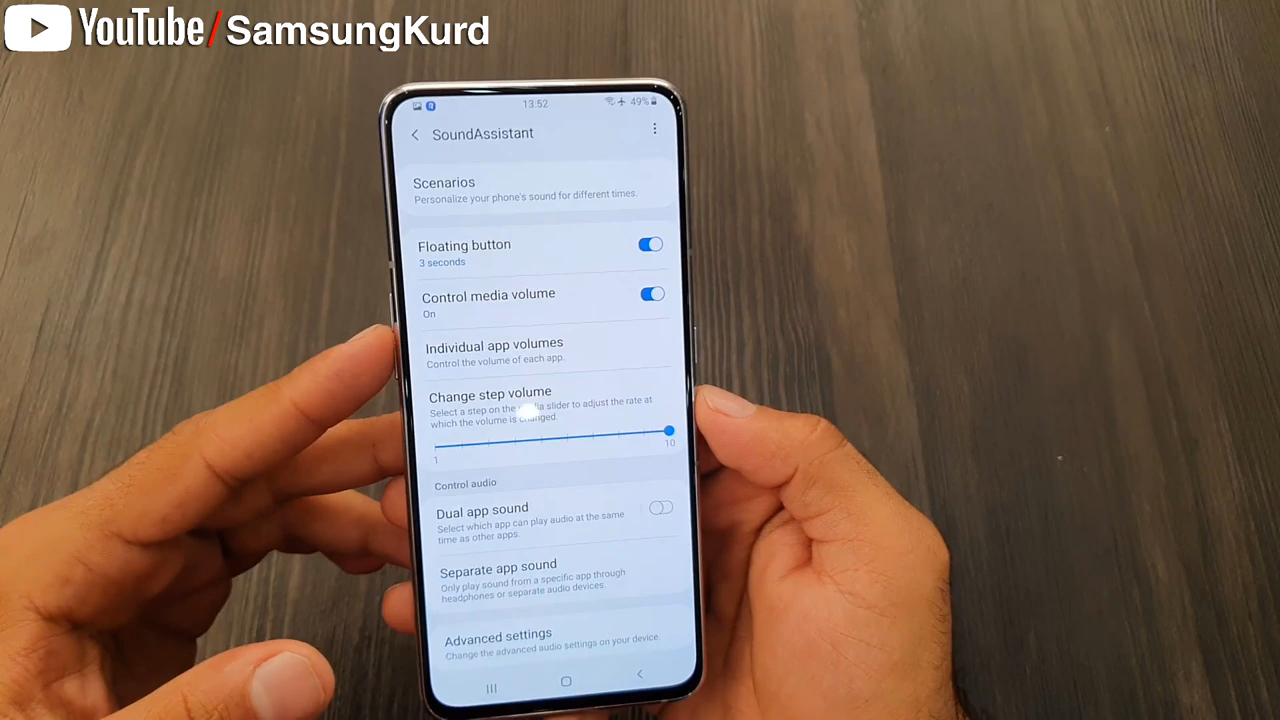 YouTube/SamsungKurd
13:52
49%
SoundAssistant
Scenarios
Personalize your phone's sound for different times.
Floating button
3 seconds
Control media volume
On
Individual app volumes
Control the volume of each app.
Change step volume
Select a step on the media slider to adjust the rate at
which the volume is changed.
1
10
Control audio
Dual app sound
Select which app can play audio at the same
time as other apps.
Separate app sound
Only play sound from a specific app through
headphones or separate audio devices.
Advanced settings
Change the advanced audio settings on your device.